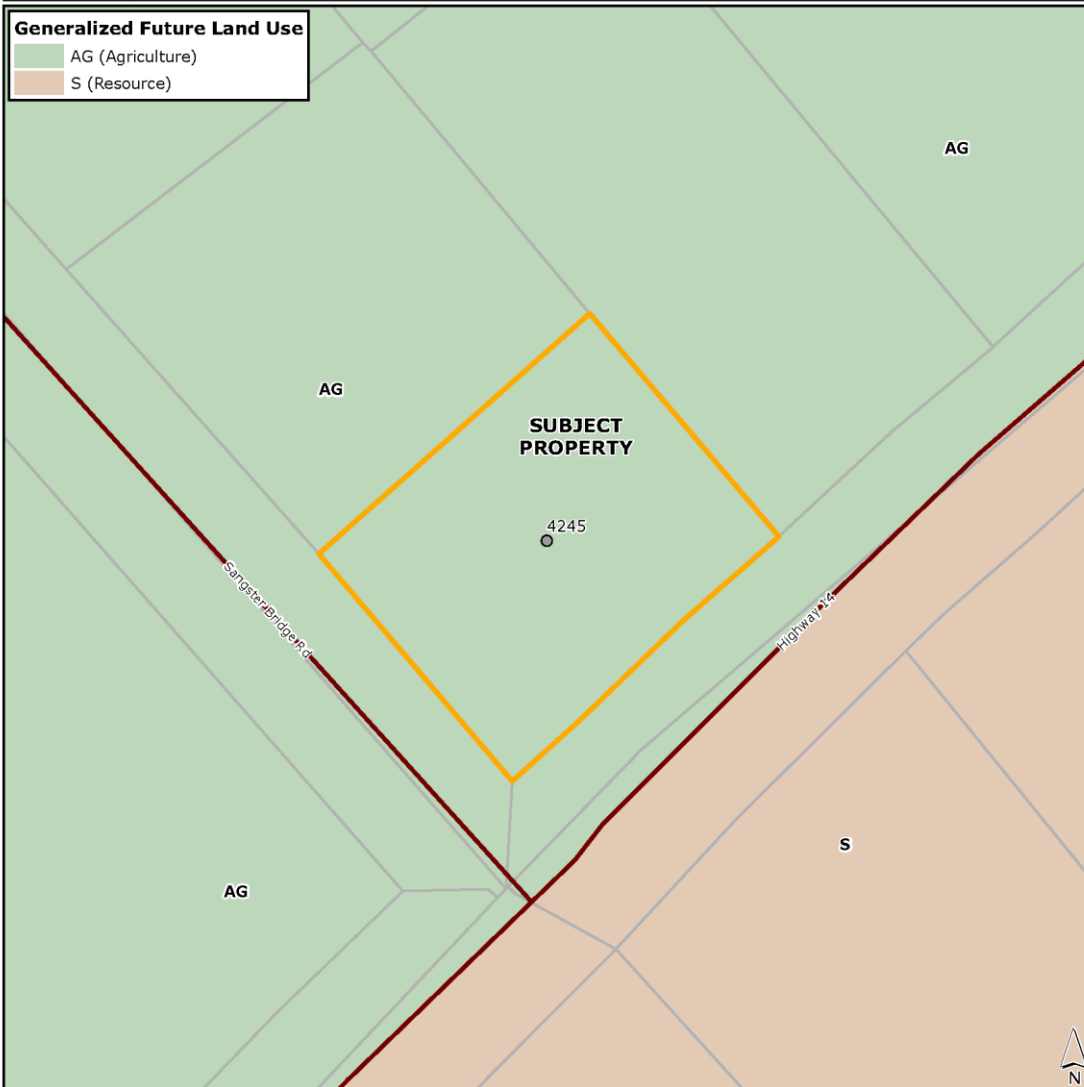 Generalized Future Land Use
AG (Agriculture)
S (Resource)
AG
AG
SUBJECT
PROPERTY
4245
Sangster Bridge Rd
Highway 14
S
AG
N